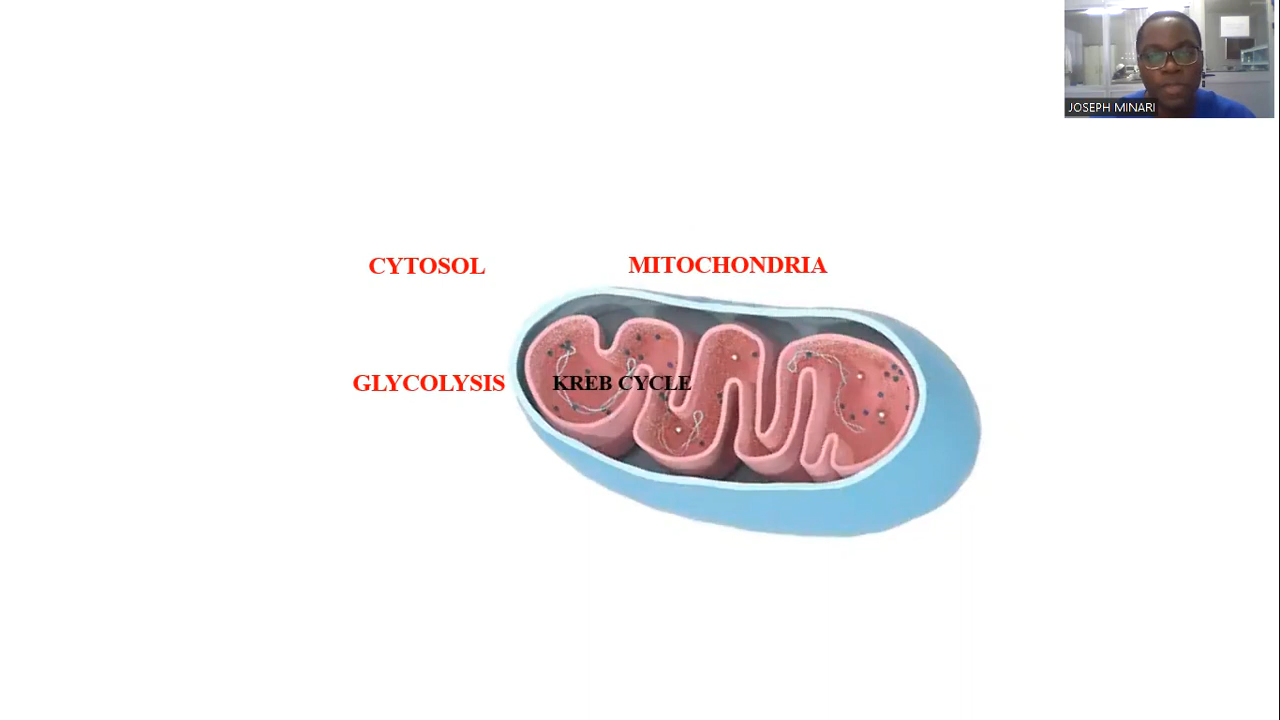 JOSEPH MINARI
CYTOSOL
MITOCHONDRIA
GLYCOLYSIS
KREB CYCLE